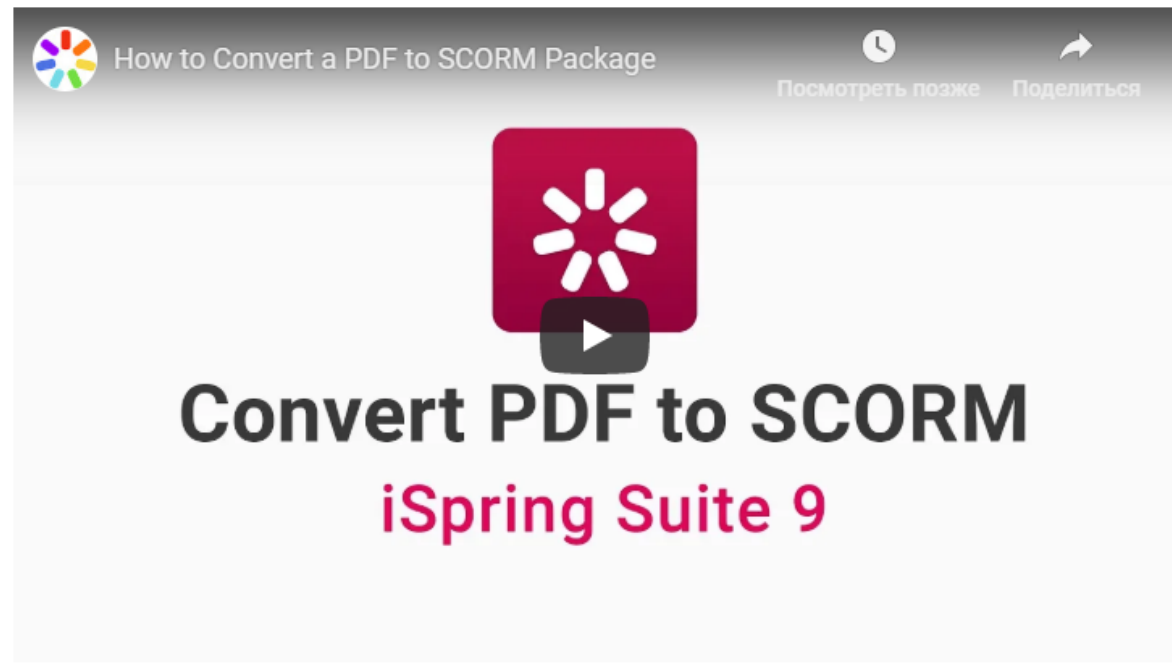 How to Convert a PDF to SCORM Package
Посмотреть позже
Поделиться
Convert PDF to SCORM
iSpring Suite 9